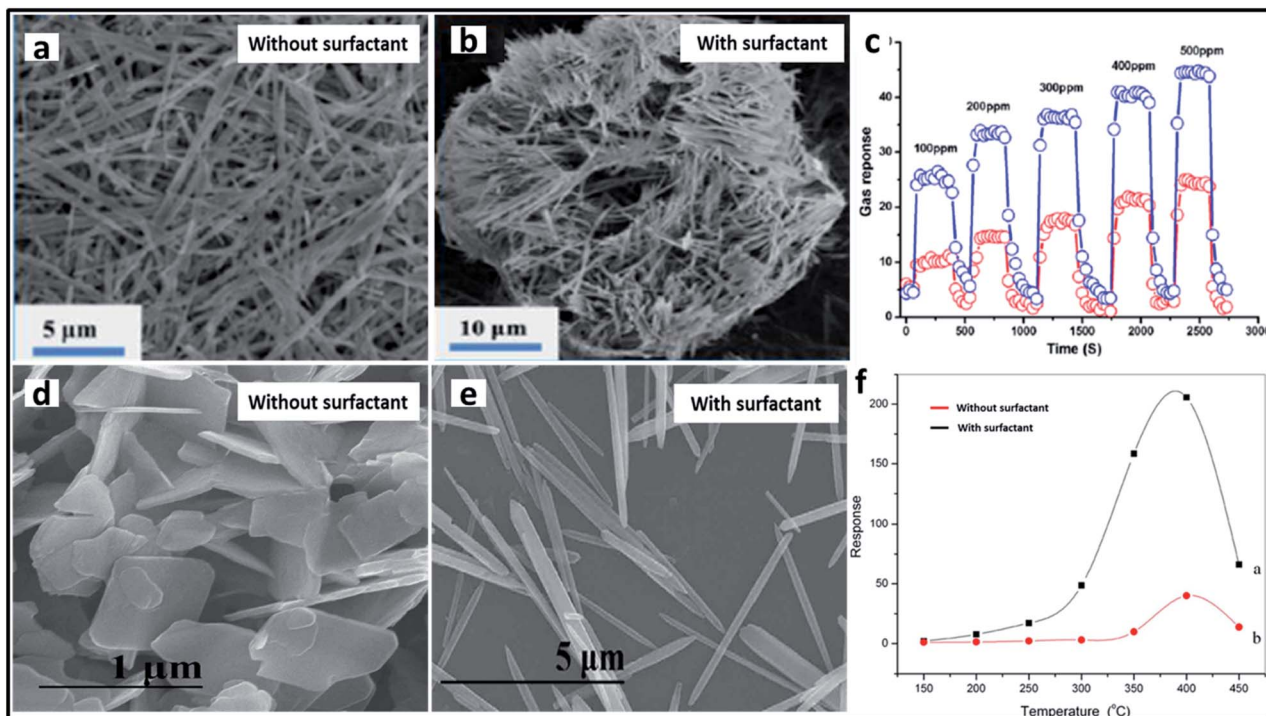 a
Without surfactant
5 µm
b
With surfactant
10 µm
c
Gas reponse
50
40
30
20
10
0
100ppm
200ppm
300ppm
400ppm
500ppm
0 500 1000 1500 2000 2500 3000
Time (S)
d
Without surfactant
1 µm
e
With surfactant
5 µm
f
Without surfactant
With surfactant
Response
200
150
100
50
0
a
b
150 200 250 300 350 400 450
Temperature (°C)